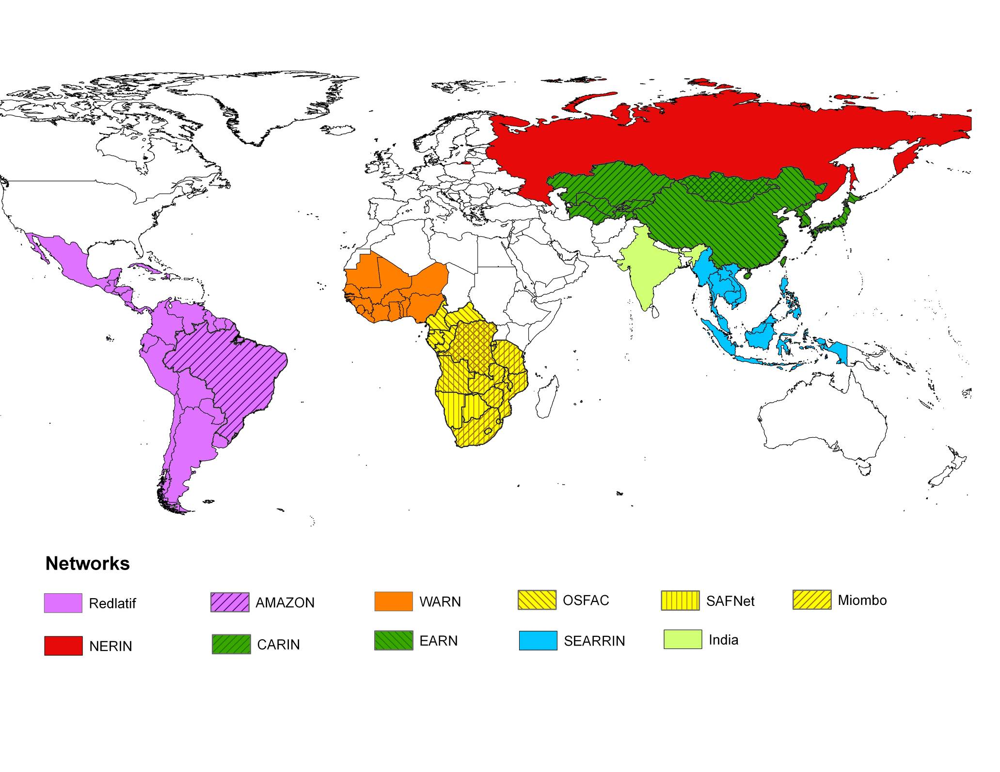 Networks
Redlatif AMAZON WARN OSFAC SAFNet Miombo
NERIN CARIN EARN SEARRIN India